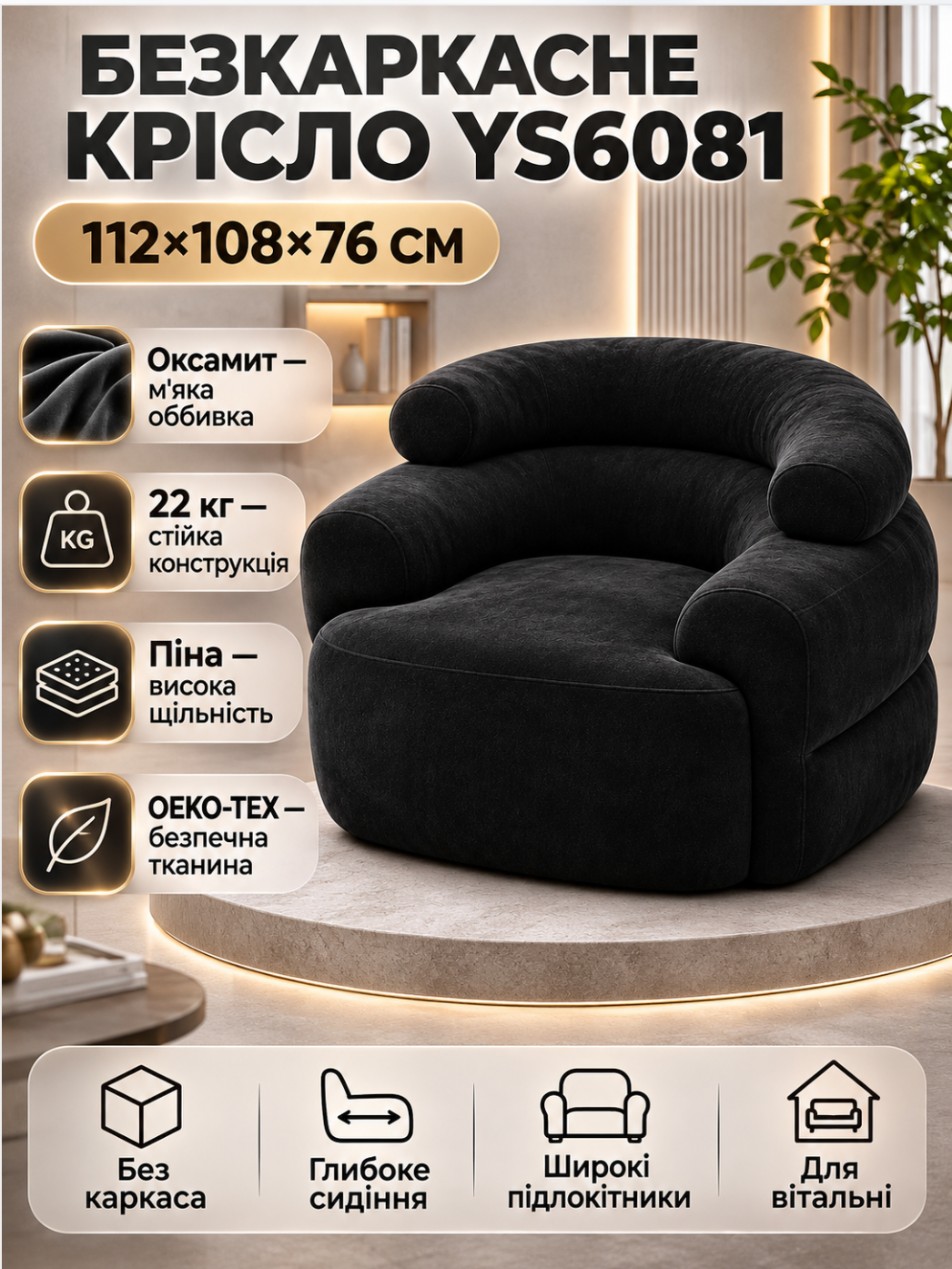 БЕЗКАРКАСНЕ
КРІСЛО YS6081
112×108×76 СМ
Оксамит —
м'яка
оббивка
22 кг —
стійка
конструкція
KG
Піна —
висока
щільність
OEKO-TEX —
безпечна
тканина
Без
каркаса
Глибоке
сидіння
Широкі
підлокітники
Для
вітальні